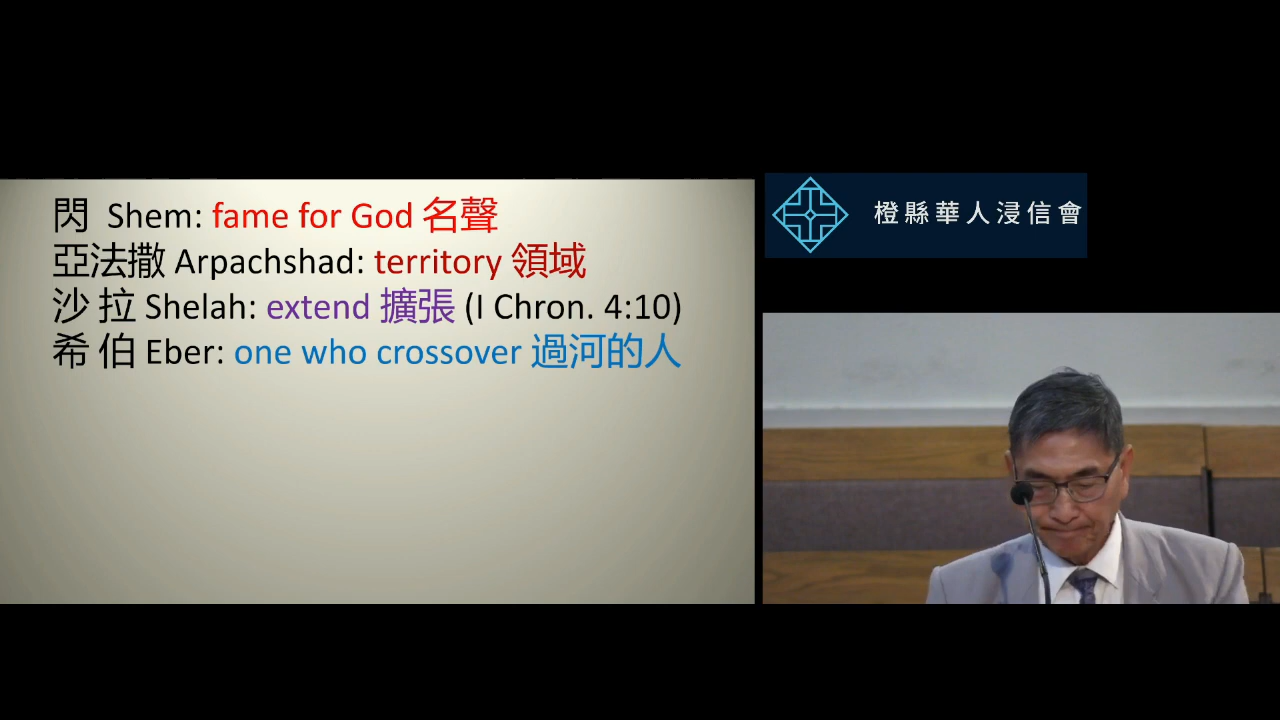 閃 Shem: fame for God 名聲
亞法撒 Arpachshad: territory 領域
沙 拉 Shelah: extend 擴張 (I Chron. 4:10)
希 伯 Eber: one who crossover 過河的人
橙縣華人浸信會